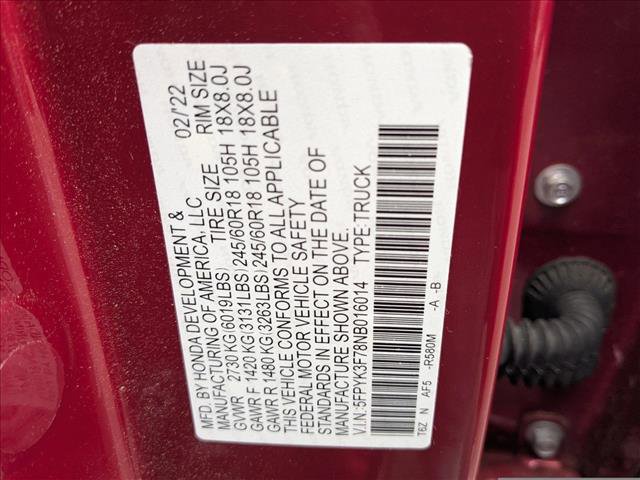 MFD. BY HONDA DEVELOPMENT & 02/'22
MANUFACTURING OF AMERICA, LLC
TIRE SIZE RIM SIZE
GVWR 2730 KG(6019LBS)
GAWR F 1420 KG(3131LBS)245/60R18 105H 18X8.0J
GAWR R 1480 KG(3263LBS)245/60R18 105H 18X8.0J
THIS VEHICLE CONFORMS TO ALL APPLICABLE
FEDERAL MOTOR VEHICLE SAFETY
STANDARDS IN EFFECT ON THE DATE OF
MANUFACTURE SHOWN ABOVE.
V.I.N:5FPYK3F78NB016014 TYPE:TRUCK
T6Z N AF5 -R580M -A -B